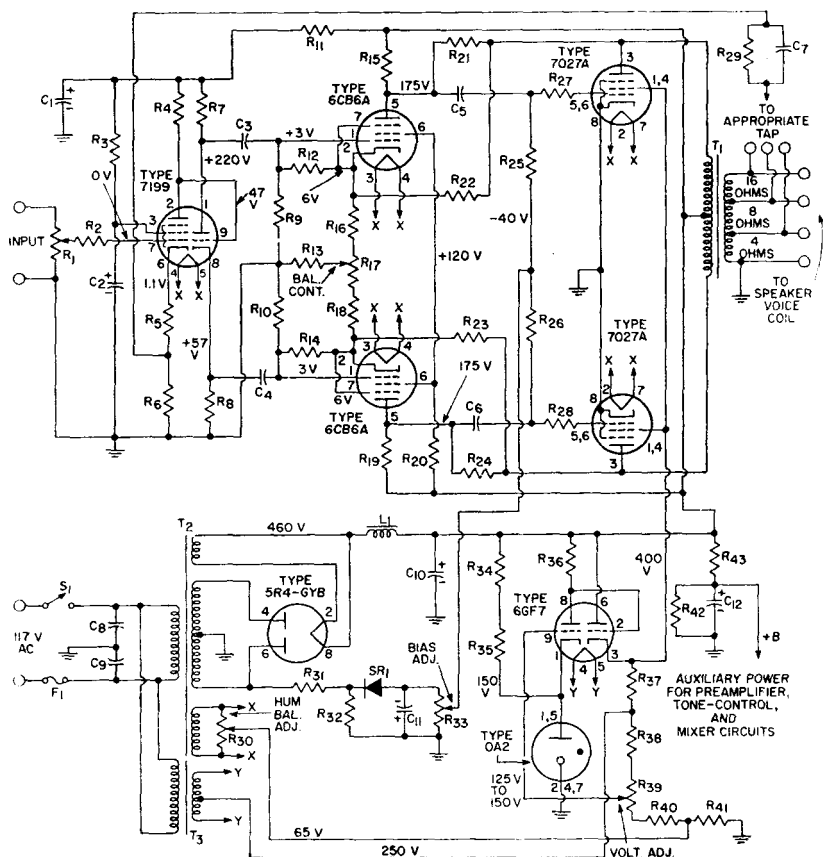 R11
R15
R21
TYPE
7027A
R29
C7
TYPE
6CB6A
175V
R27
3
1,4
C1
R4
R7
C5
5,6
8
2
7
TO
APPROPRIATE
TAP
R3
C3
+3V
5
7
2
1
6
X
X
+220V
R12
R25
T1
TYPE
7199
0V
47
V
6V
3
4
R22
16
OHMS
2
1
R9
X
X
-40V
8
OHMS
INPUT
R1
R2
3
7
9
R16
4
OHMS
6
4
5
8
R13
R17
+120V
C2
1.1V
X
X
BAL.
CONT.
TO
SPEAKER
VOICE
COIL
R5
R10
R18
X
X
R23
R26
TYPE
7027A
+57
V
R14
3
4
X
X
2
1
7
6
175V
8
2
7
R6
R8
C4
3V
6V
C6
R28
5,6
1,4
TYPE
6CB6A
5
3
R19
R20
R24
T2
460V
L1
R34
R36
400
V
R43
TYPE
5R4-GYB
C10
TYPE
6GF7
R42
C12
S1
4
2
8
6
+B
117 V
AC
C8
6
8
R35
9
2
C9
BIAS
ADJ.
150
V
1
4
5
3
F1
R31
SR1
Y
Y
R37
AUXILIARY POWER
FOR PREAMPLIFIER,
TONE-CONTROL,
AND
MIXER CIRCUITS
HUM
BAL.
ADJ.
X
R32
C11
R33
1,5
R38
R30
X
TYPE
OA2
125V
TO
150V
2
4,7
R39
Y
Y
T3
R40
R41
65 V
250 V
VOLT ADJ.